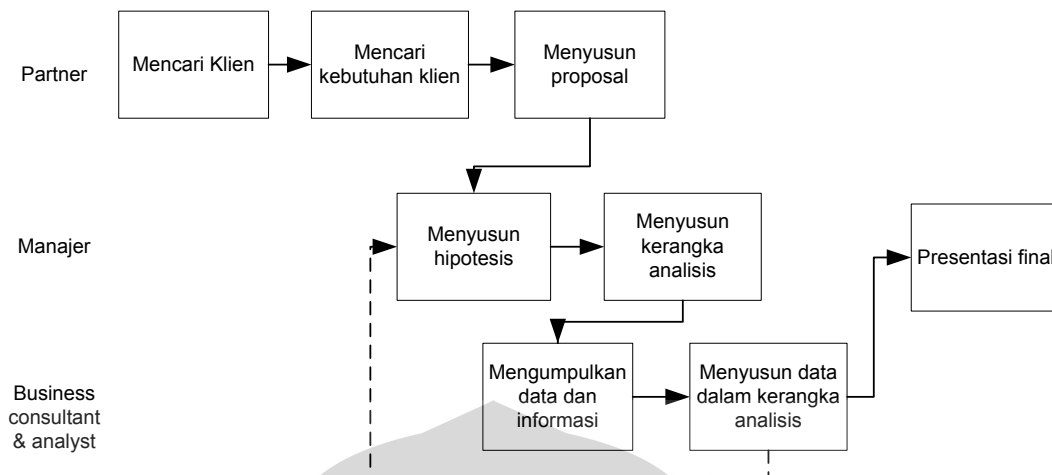 Partner
Mencari Klien
Mencari
kebutuhan klien
Menyusun
proposal
Manajer
Menyusun
hipotesis
Menyusun
kerangka
analisis
Presentasi final
Business
consultant
& analyst
Mengumpulkan
data dan
informasi
Menyusun data
dalam kerangka
analisis